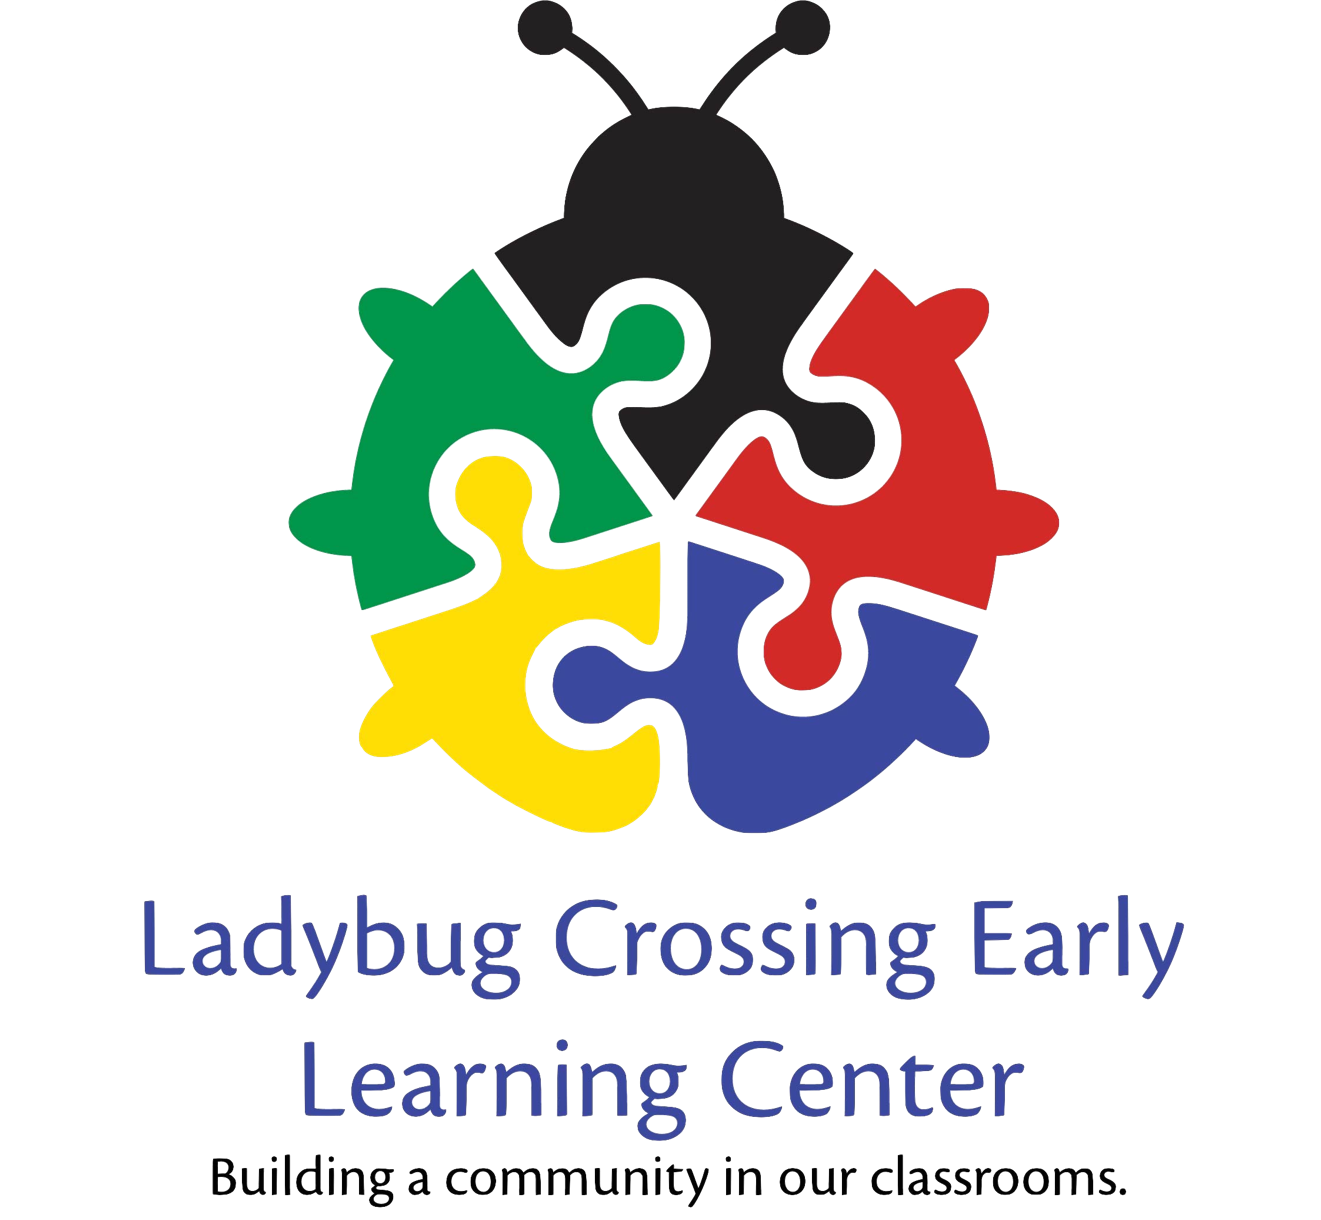 Ladybug Crossing Early
Learning Center
Building a community in our classrooms.